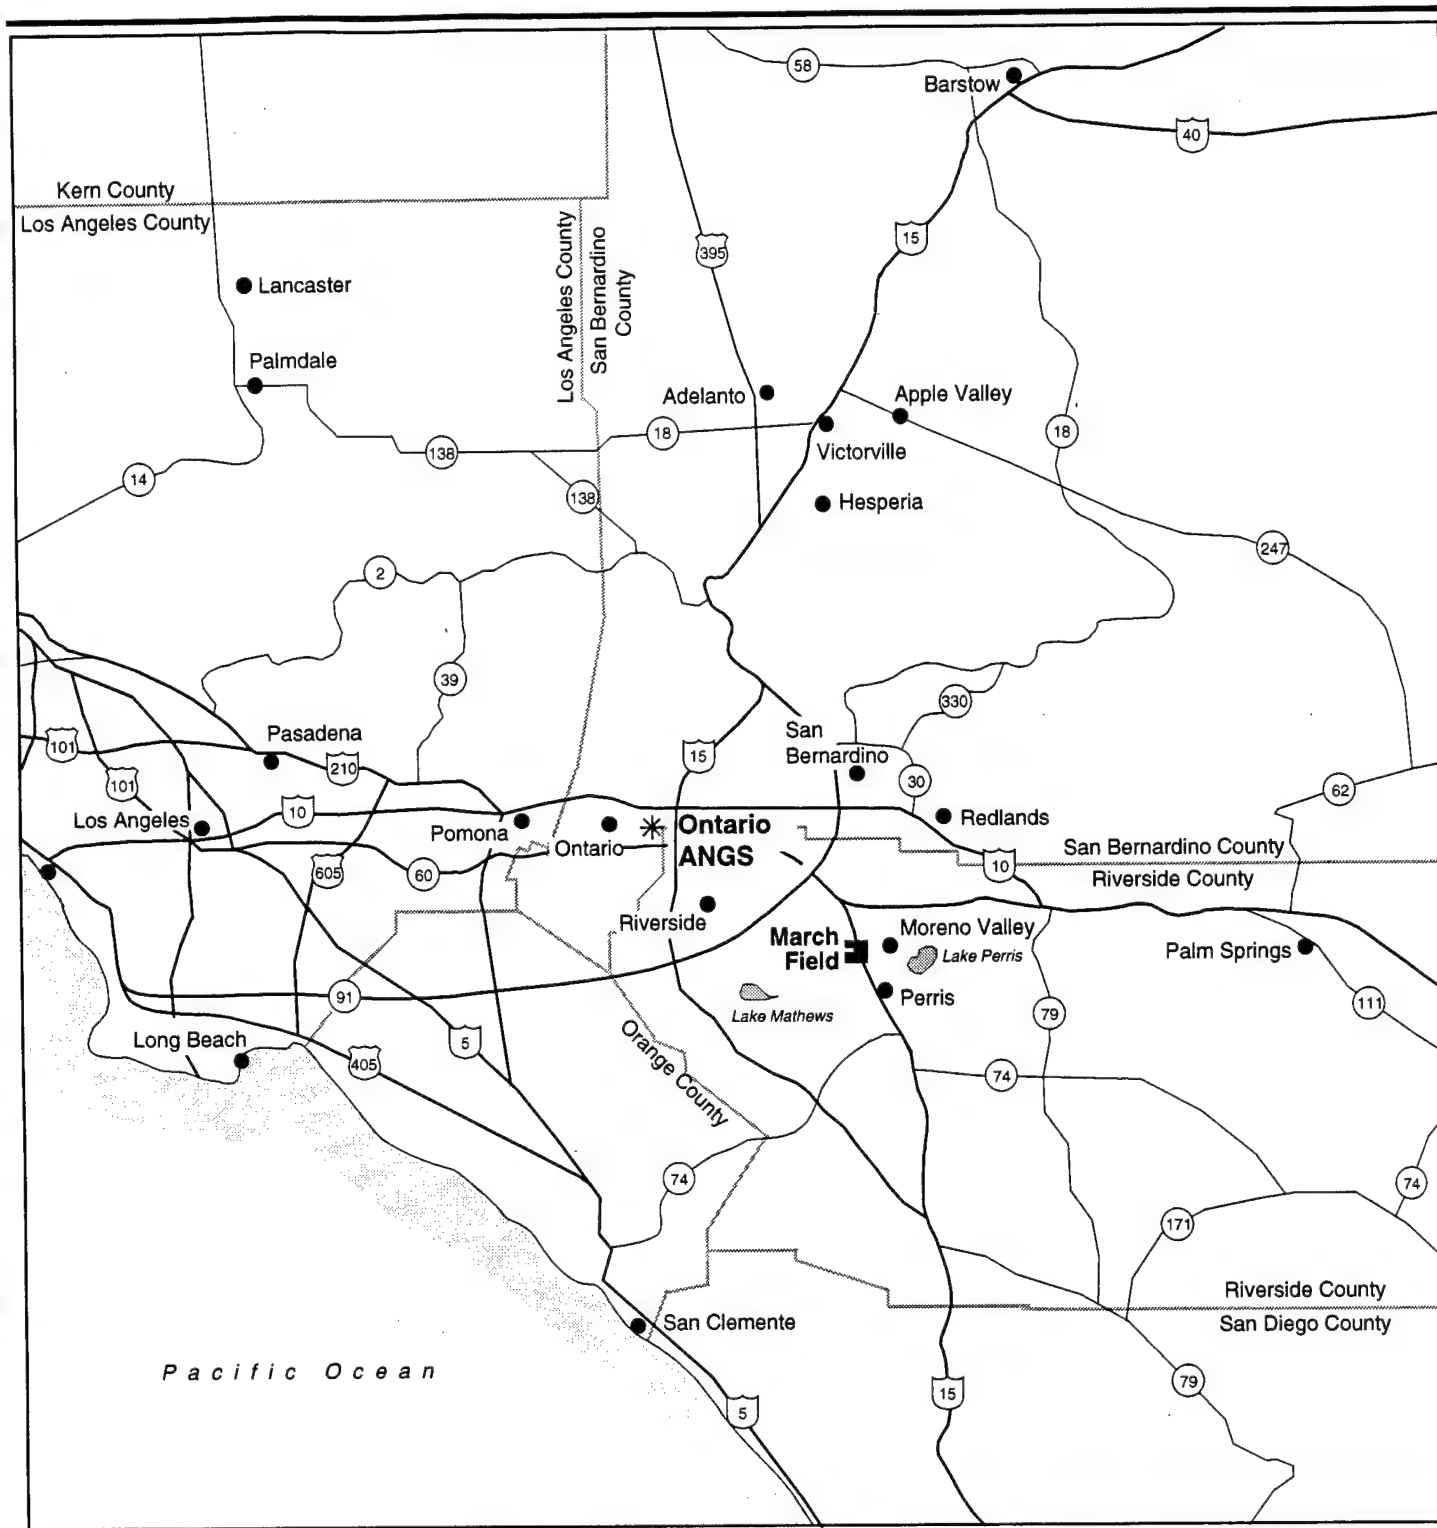 58
Barstow
40
Kern County
Los Angeles County
Los Angeles County
San Bernardino
County
395
15
Lancaster
Palmdale
Adelanto
Apple Valley
18
138
18
Victorville
14
138
Hesperia
2
247
39
330
San
Bernardino
Pasadena
101
210
15
101
30
62
10
Los Angeles
Pomona
Ontario
Ontario
ANGS
Redlands
605
60
10
San Bernardino County
Riverside County
Riverside
March
Field
Moreno Valley
Lake Perris
Palm Springs
91
Perris
Lake Mathews
79
111
Long Beach
5
405
Orange County
74
74
74
171
Riverside County
San Diego County
San Clemente
Pacific Ocean
79
15
5